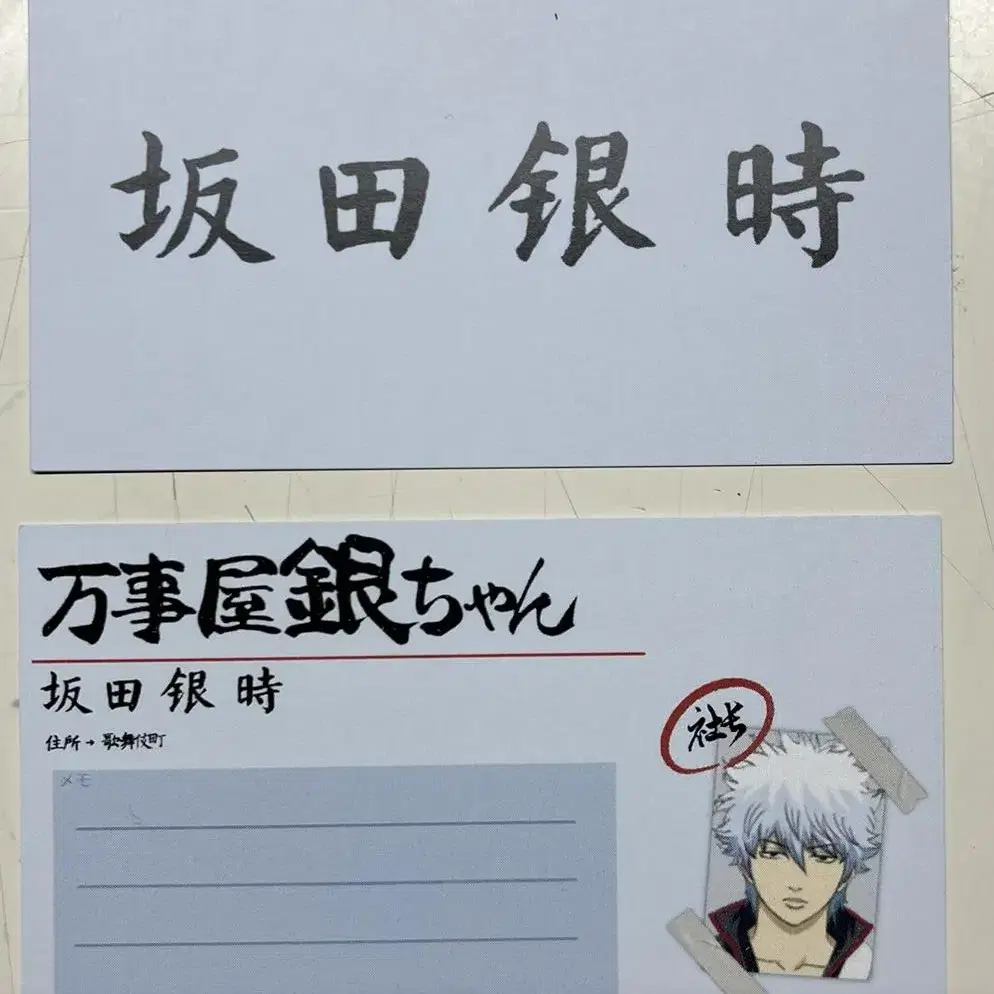 坂田銀時
万事屋銀ちゃん
坂田銀時
住所→歌舞伎町
メモ
社長